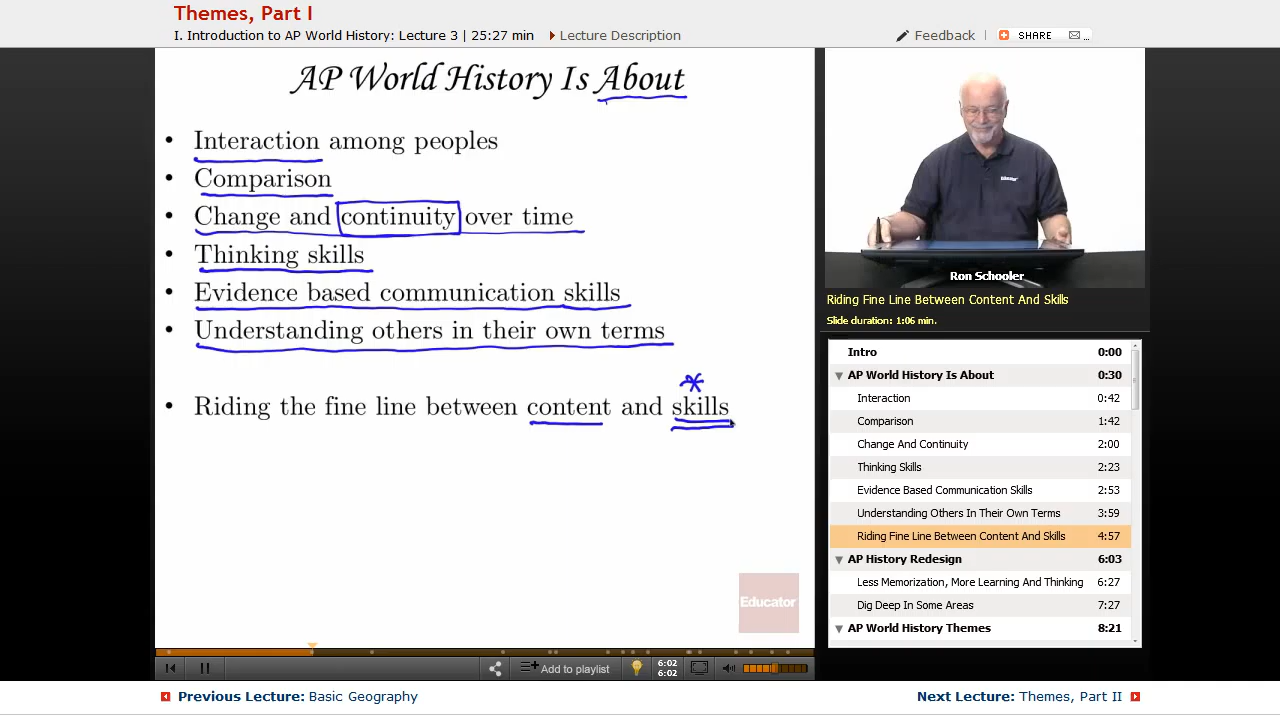 Themes, Part I
I. Introduction to AP World History: Lecture 3 | 25:27 min
Lecture Description
Feedback
SHARE
AP World History Is About
• Interaction among peoples
• Comparison
• Change and continuity over time
• Thinking skills
• Evidence based communication skills
• Understanding others in their own terms
*
• Riding the fine line between content and skills
Educator
Add to playlist
6:02
6:02
Educator
Ron Schooler
Riding Fine Line Between Content And Skills
Slide duration: 1:06 min.
Intro 0:00
AP World History Is About 0:30
Interaction 0:42
Comparison 1:42
Change And Continuity 2:00
Thinking Skills 2:23
Evidence Based Communication Skills 2:53
Understanding Others In Their Own Terms 3:59
Riding Fine Line Between Content And Skills 4:57
AP History Redesign 6:03
Less Memorization, More Learning And Thinking 6:27
Dig Deep In Some Areas 7:27
AP World History Themes 8:21
Previous Lecture: Basic Geography
Next Lecture: Themes, Part II